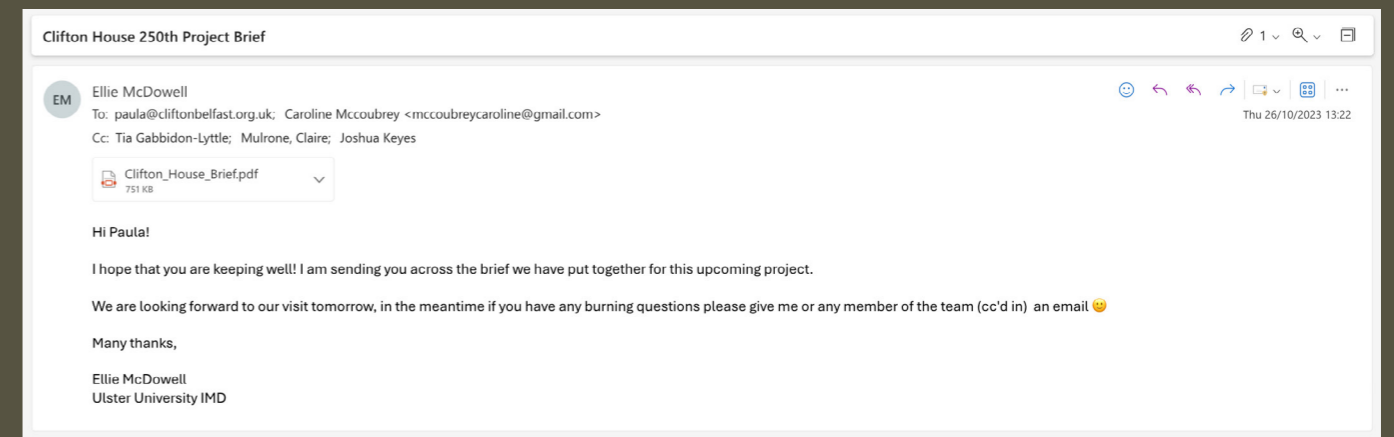 Clifton House 250th Project Brief
1
EM
Ellie McDowell
To: paula@cliftonbelfast.org.uk; Caroline Mccoubrey <mccoubreycaroline@gmail.com>
Thu 26/10/2023 13:22
Cc: Tia Gabbidon-Lyttle; Mulrone, Claire; Joshua Keyes
Clifton_House_Brief.pdf
751 KB
Hi Paula!
I hope that you are keeping well! I am sending you across the brief we have put together for this upcoming project.
We are looking forward to our visit tomorrow, in the meantime if you have any burning questions please give me or any member of the team (cc'd in)  an email 🙂
Many thanks,
Ellie McDowell
Ulster University IMD